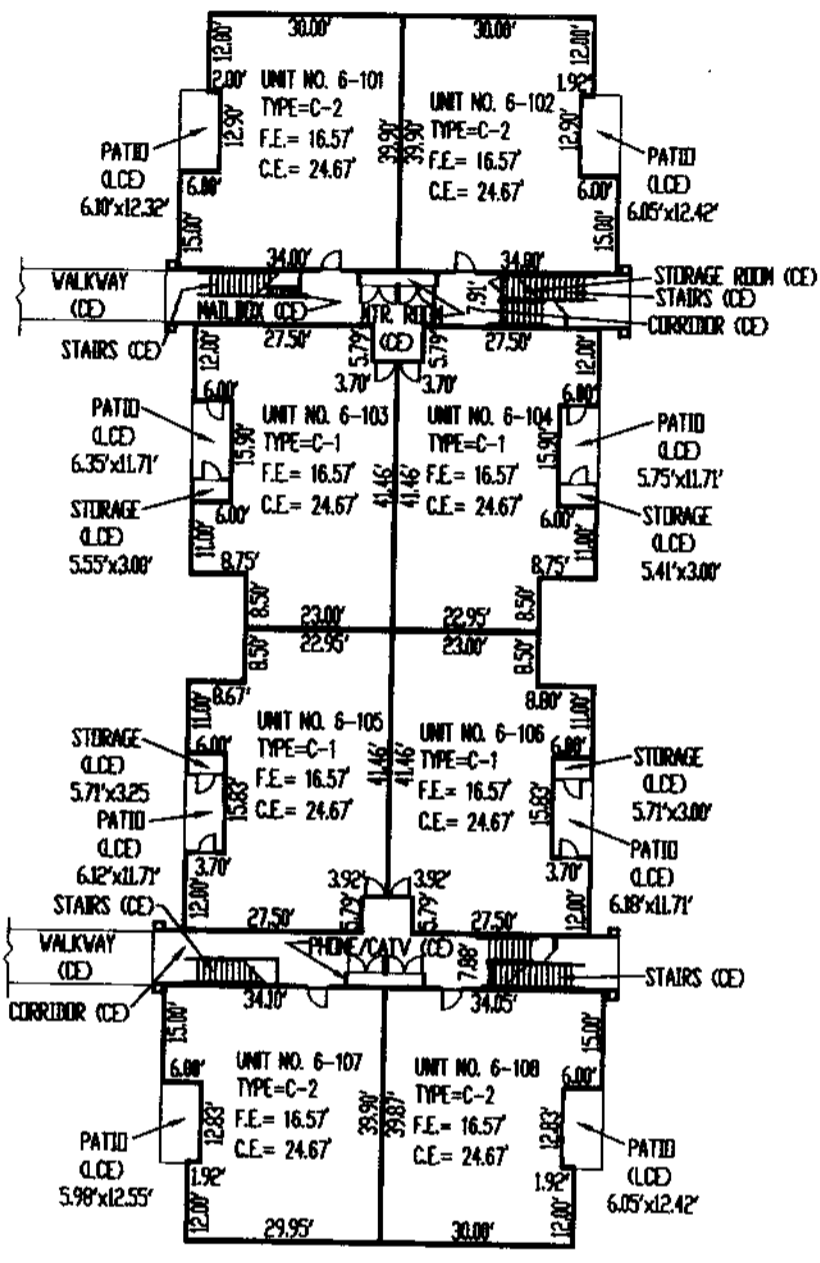 30.00' 30.00'
12.00' 12.00'
2.00' UNIT NO. 6-101
TYPE=C-2
F.E.= 16.57'
C.E.= 24.67'
1.92'
UNIT NO. 6-102
TYPE=C-2
F.E.= 16.57'
C.E.= 24.67'
12.90' 39.90' 39.90' 12.90'
PATIO
(LCE)
6.10'x12.32'
6.00'
15.00'
PATIO
(LCE)
6.05'x12.42'
6.00'
15.00'
34.00' 34.00'
WALKWAY
(CE)
MAILBOX (CE)
MTR. ROOM
(CE)
7.91'
STORAGE ROOM (CE)
STAIRS (CE)
CORRIDOR (CE)
STAIRS (CE)
27.50' 5.79' 5.79' 27.50'
12.00' 3.70' 3.70' 12.00'
6.00' 6.00'
PATIO
(LCE)
6.35'x11.71'
15.90'
UNIT NO. 6-103
TYPE=C-1
F.E.= 16.57'
C.E.= 24.67'
41.46' 41.46'
UNIT NO. 6-104
TYPE=C-1
F.E.= 16.57'
C.E.= 24.67'
15.90'
PATIO
(LCE)
5.75'x11.71'
STORAGE
(LCE)
5.55'x3.00'
6.00'
11.00'
8.75'
8.50'
STORAGE
(LCE)
5.41'x3.00'
6.00'
11.00'
8.75'
8.50'
23.00' 22.95'
22.95' 23.00'
8.50' 8.50'
8.67' 8.80'
11.00' 11.00'
6.00' 6.00'
STORAGE
(LCE)
5.71'x3.25
PATIO
(LCE)
6.12'x11.71'
15.83'
UNIT NO. 6-105
TYPE=C-1
F.E.= 16.57'
C.E.= 24.67'
41.46' 41.46'
UNIT NO. 6-106
TYPE=C-1
F.E.= 16.57'
C.E.= 24.67'
15.83'
STORAGE
(LCE)
5.71'x3.00'
PATIO
(LCE)
6.18'x11.71'
3.70' 3.92' 3.92' 3.70'
12.00' 5.79' 5.79' 12.00'
STAIRS (CE)
27.50' 27.50'
WALKWAY
(CE)
PHONE/CATV (CE)
7.88'
STAIRS (CE)
CORRIDOR (CE)
34.10' 34.05'
15.00' 15.00'
6.00' 6.00'
UNIT NO. 6-107
TYPE=C-2
F.E.= 16.57'
C.E.= 24.67'
UNIT NO. 6-108
TYPE=C-2
F.E.= 16.57'
C.E.= 24.67'
12.83' 39.90' 39.87' 12.83'
PATIO
(LCE)
5.98'x12.55'
1.92'
12.00'
PATIO
(LCE)
6.05'x12.42'
1.92'
12.00'
29.95' 30.00'